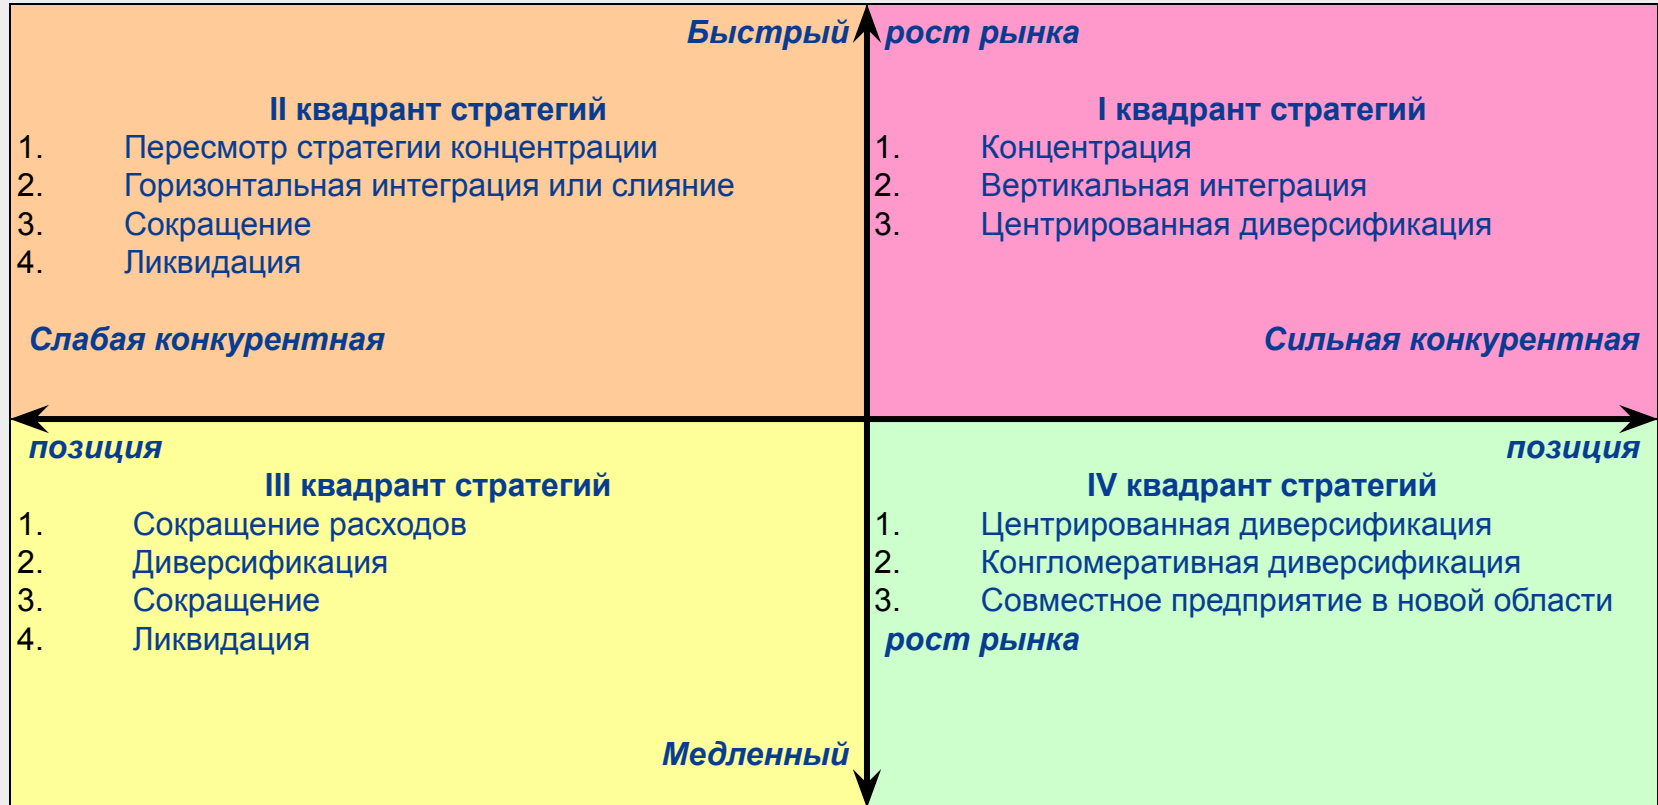 Быстрый рост рынка
II квадрант стратегий
1. Пересмотр стратегии концентрации
2. Горизонтальная интеграция или слияние
3. Сокращение
4. Ликвидация
Слабая конкурентная
позиция
I квадрант стратегий
1. Концентрация
2. Вертикальная интеграция
3. Центрированная диверсификация
Сильная конкурентная
позиция
III квадрант стратегий
1. Сокращение расходов
2. Диверсификация
3. Сокращение
4. Ликвидация
Медленный
IV квадрант стратегий
1. Центрированная диверсификация
2. Конгломеративная диверсификация
3. Совместное предприятие в новой области
рост рынка